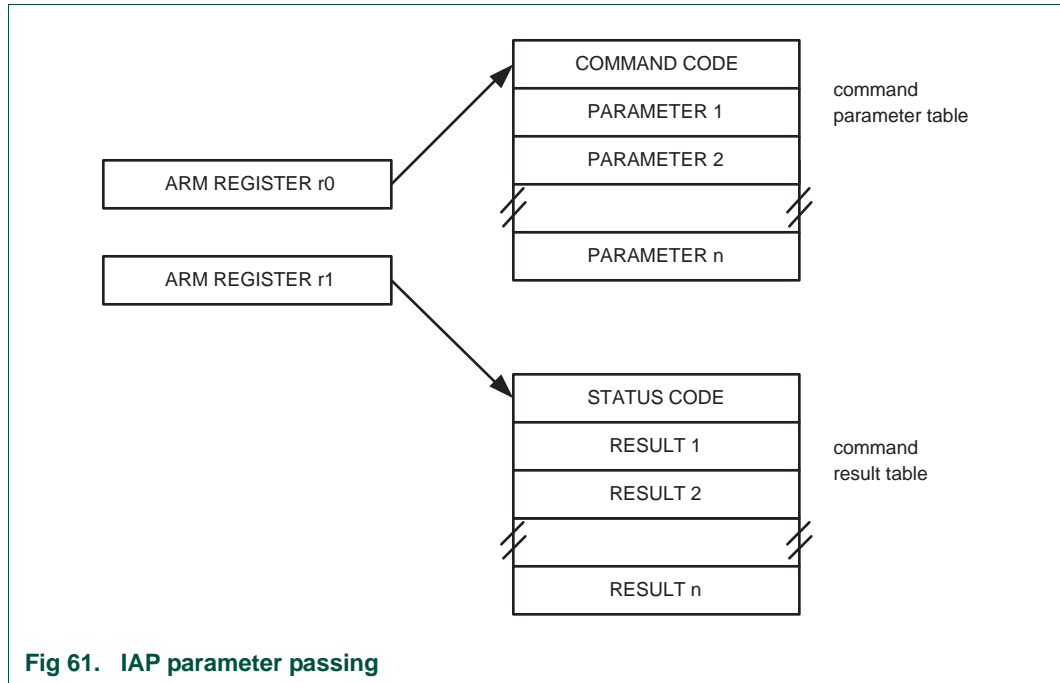 COMMAND CODE
PARAMETER 1
PARAMETER 2
PARAMETER n
command
parameter table
ARM REGISTER r0
ARM REGISTER r1
STATUS CODE
RESULT 1
RESULT 2
RESULT n
command
result table
Fig 61. IAP parameter passing